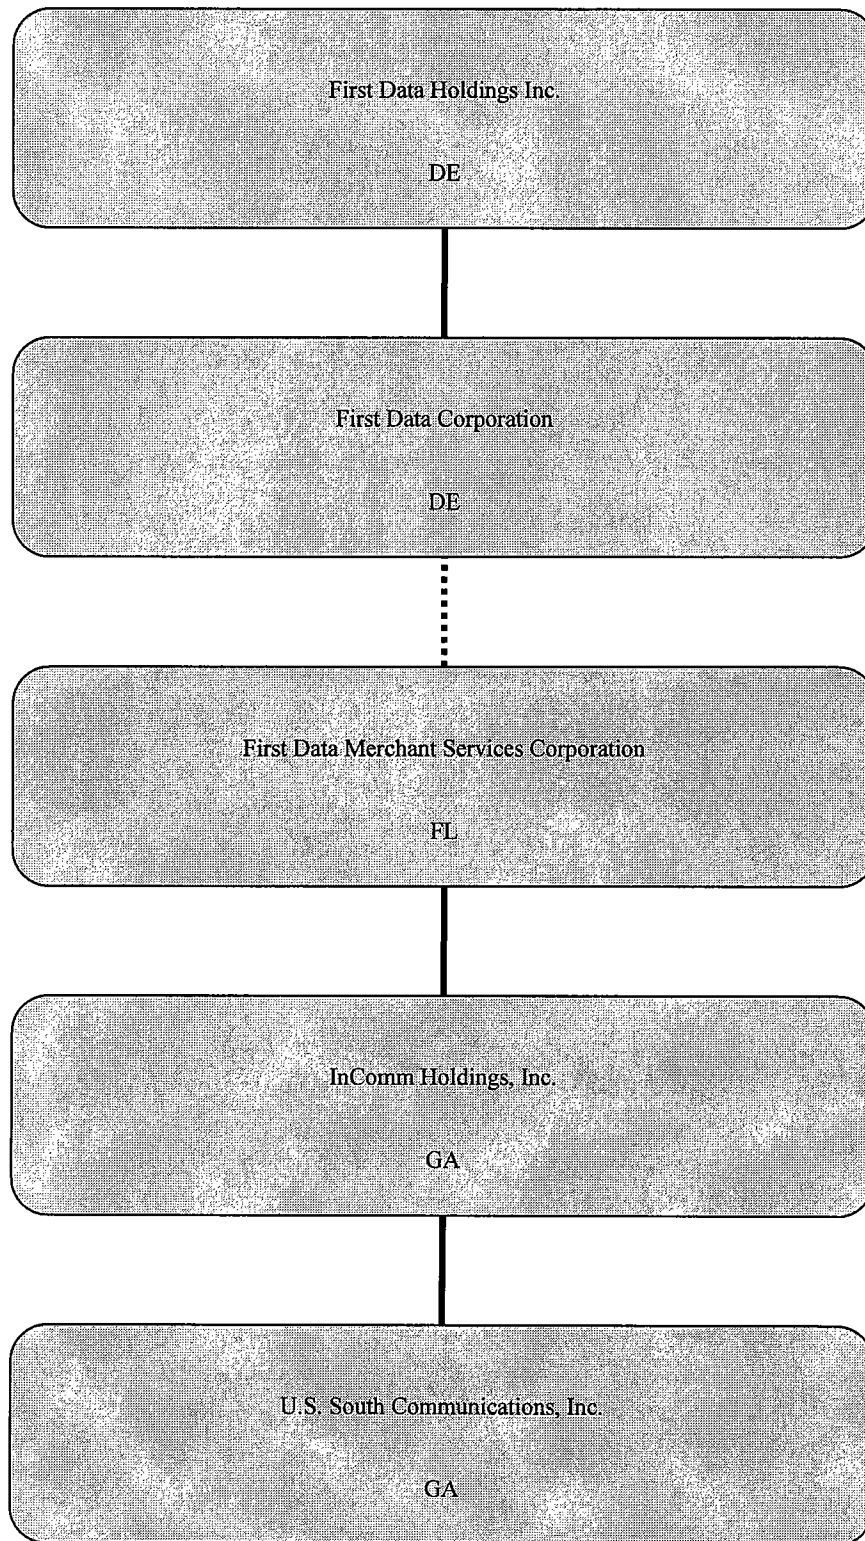 First Data Holdings Inc.
DE
First Data Corporation
DE
First Data Merchant Services Corporation
FL
InComm Holdings, Inc.
GA
U.S. South Communications, Inc.
GA